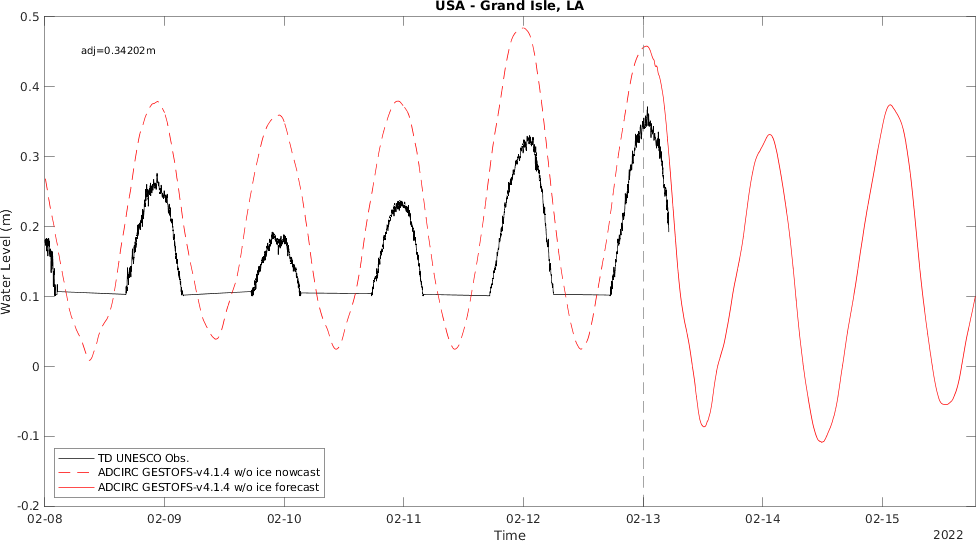 USA - Grand Isle, LA
adj=0.34202m
0.5
0.4
0.3
0.2
0.1
0
-0.1
-0.2
Water Level (m)
TD UNESCO Obs.
ADCIRC GESTOFS-v4.1.4 w/o ice nowcast
ADCIRC GESTOFS-v4.1.4 w/o ice forecast
02-08 02-09 02-10 02-11 02-12 02-13 02-14 02-15
Time
2022